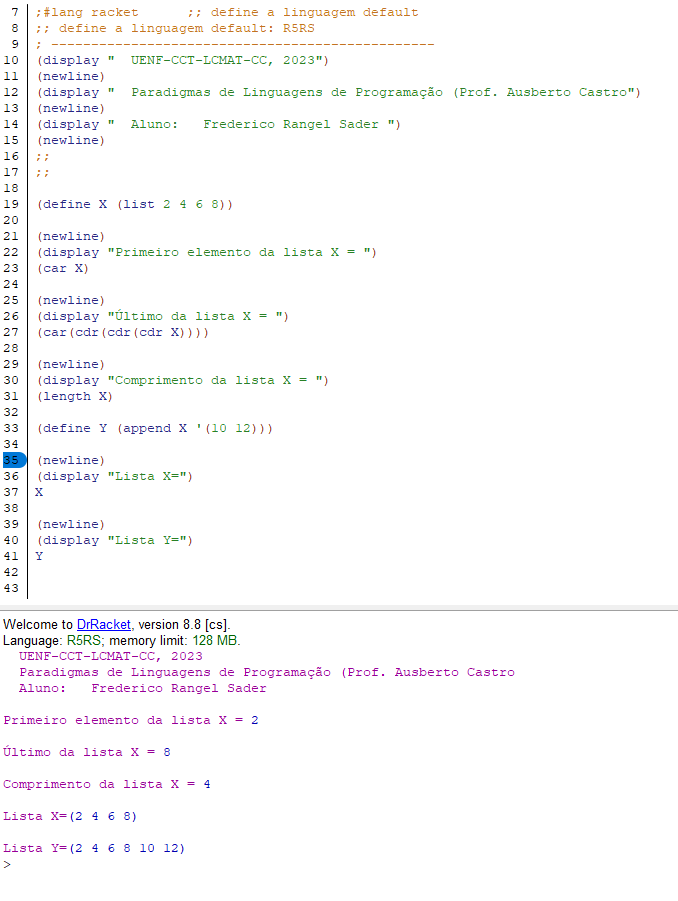 7 ;#lang racket      ;; define a linguagem default
8 ;; define a linguagem default: R5RS
9 ; ------------------------------------------------
10 (display "  UENF-CCT-LCMAT-CC, 2023")
11 (newline)
12 (display "  Paradigmas de Linguagens de Programação (Prof. Ausberto Castro")
13 (newline)
14 (display "  Aluno:   Frederico Rangel Sader ")
15 (newline)
16 ;;
17 ;;
18
19 (define X (list 2 4 6 8))
20
21 (newline)
22 (display "Primeiro elemento da lista X = ")
23 (car X)
24
25 (newline)
26 (display "Último da lista X = ")
27 (car(cdr(cdr(cdr X))))
28
29 (newline)
30 (display "Comprimento da lista X = ")
31 (length X)
32
33 (define Y (append X '(10 12)))
34
35 (newline)
36 (display "Lista X=")
37 X
38
39 (newline)
40 (display "Lista Y=")
41 Y
42
43
Welcome to DrRacket, version 8.8 [cs].
Language: R5RS; memory limit: 128 MB.
  UENF-CCT-LCMAT-CC, 2023
  Paradigmas de Linguagens de Programação (Prof. Ausberto Castro
  Aluno:   Frederico Rangel Sader
Primeiro elemento da lista X = 2
Último da lista X = 8
Comprimento da lista X = 4
Lista X=(2 4 6 8)
Lista Y=(2 4 6 8 10 12)
>